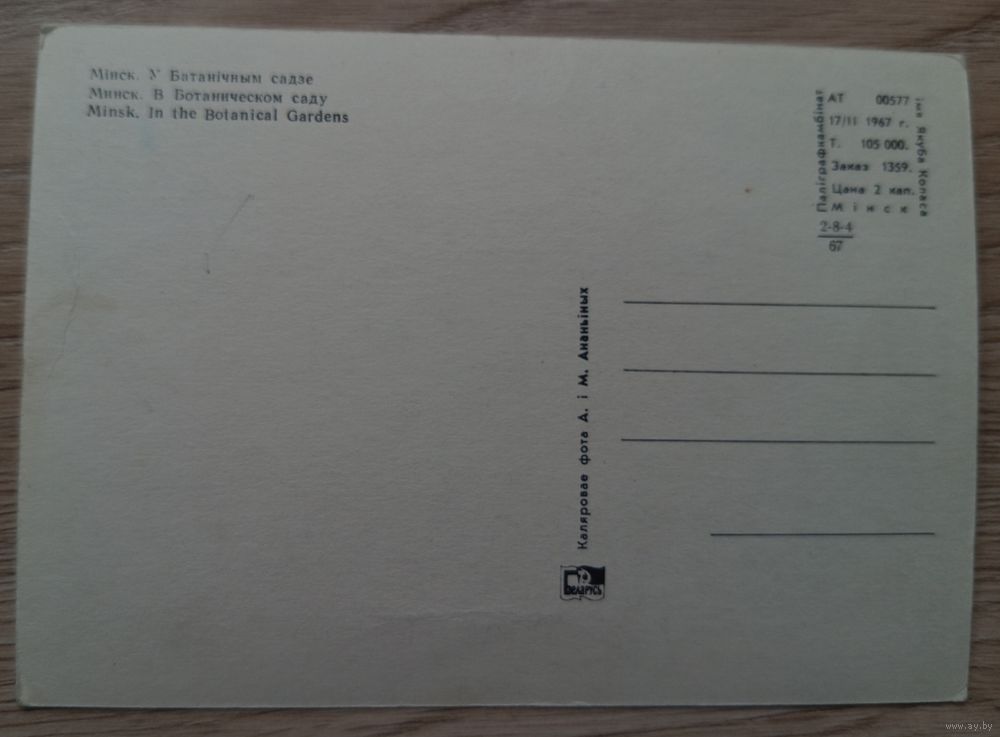 Мінск. У Батанічным садзе
Минск. В Ботаническом саду
Minsk. In the Botanical Gardens
Паліграфкамбінат
АТ 00577
17/II 1967 г.
Т. 105 000.
Заказ 1359.
Цана 2 кап.
Мінск
імя Якуба Коласа
2-8-4
67
Каляровае фота А. і М. Ананьіных
БЕЛАРУСЬ
www.ay.by